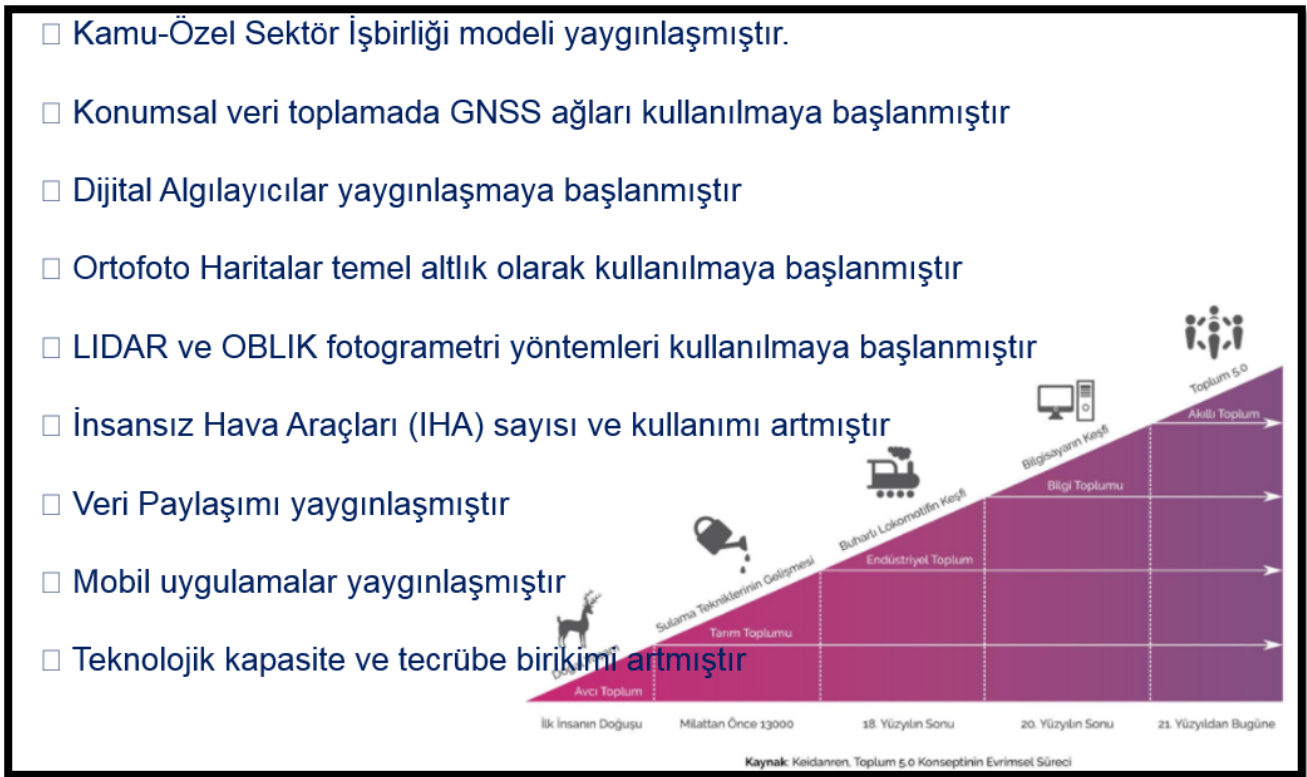 Kamu-Özel Sektör İşbirliği modeli yaygınlaşmıştır.
Konumsal veri toplamada GNSS ağları kullanılmaya başlanmıştır
Dijital Algılayıcılar yaygınlaşmaya başlanmıştır
Ortofoto Haritalar temel altlık olarak kullanılmaya başlanmıştır
LIDAR ve OBLIK fotogrametri yöntemleri kullanılmaya başlanmıştır
İnsansız Hava Araçları (IHA) sayısı ve kullanımı artmıştır
Veri Paylaşımı yaygınlaşmıştır
Mobil uygulamalar yaygınlaşmıştır
Teknolojik kapasite ve tecrübe birikimi artmıştır
Sulama Tekniklerinin Gelişmesi
Buharlı Lokomotifin Keşfi
Bilgisayarın Keşfi
Toplum 5.0
Avcı Toplum
Tarım Toplumu
Endüstriyel Toplum
Bilgi Toplumu
Akıllı Toplum
İlk İnsanın Doğuşu
Milattan Önce 13000
18. Yüzyılın Sonu
20. Yüzyılın Sonu
21. Yüzyıldan Bugüne
Kaynak: Keidanren, Toplum 5.0 Konseptinin Evrimsel Süreci